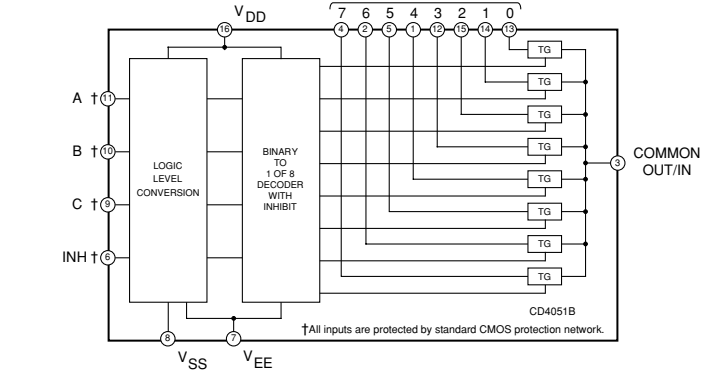 V DD
7 6 5 4 3 2 1 0
16 4 2 5 1 12 15 14 13
TG
TG
TG
TG
TG
TG
TG
TG
A † 11
B † 10
C † 9
INH † 6
LOGIC
LEVEL
CONVERSION
BINARY
TO
1 OF 8
DECODER
WITH
INHIBIT
3
COMMON
OUT/IN
CD4051B
†All inputs are protected by standard CMOS protection network.
8 7
VSS VEE